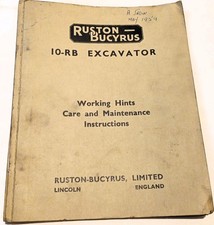 RUSTON—
BUCYRUS
10-RB EXCAVATOR
Working Hints
Care and Maintenance
Instructions
RUSTON-BUCYRUS, LIMITED
LINCOLN ENGLAND